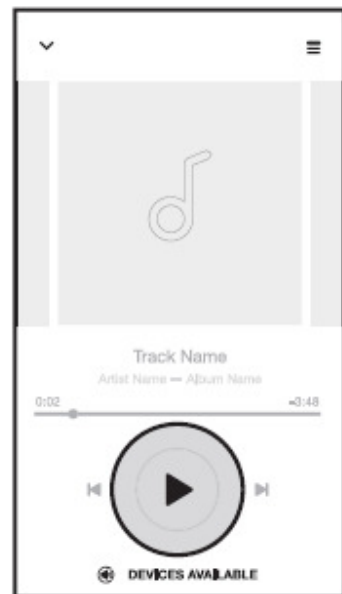 Track Name
Artist Name — Album Name
0:02 -3:48
DEVICES AVAILABLE